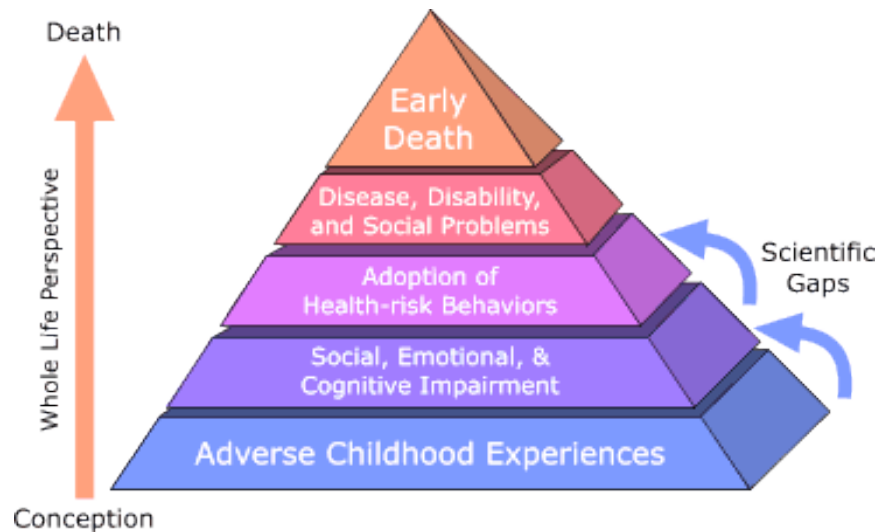 Death
Early
Death
Disease, Disability,
and Social Problems
Scientific
Gaps
Adoption of
Health-risk Behaviors
Whole Life Perspective
Social, Emotional, &
Cognitive Impairment
Adverse Childhood Experiences
Conception